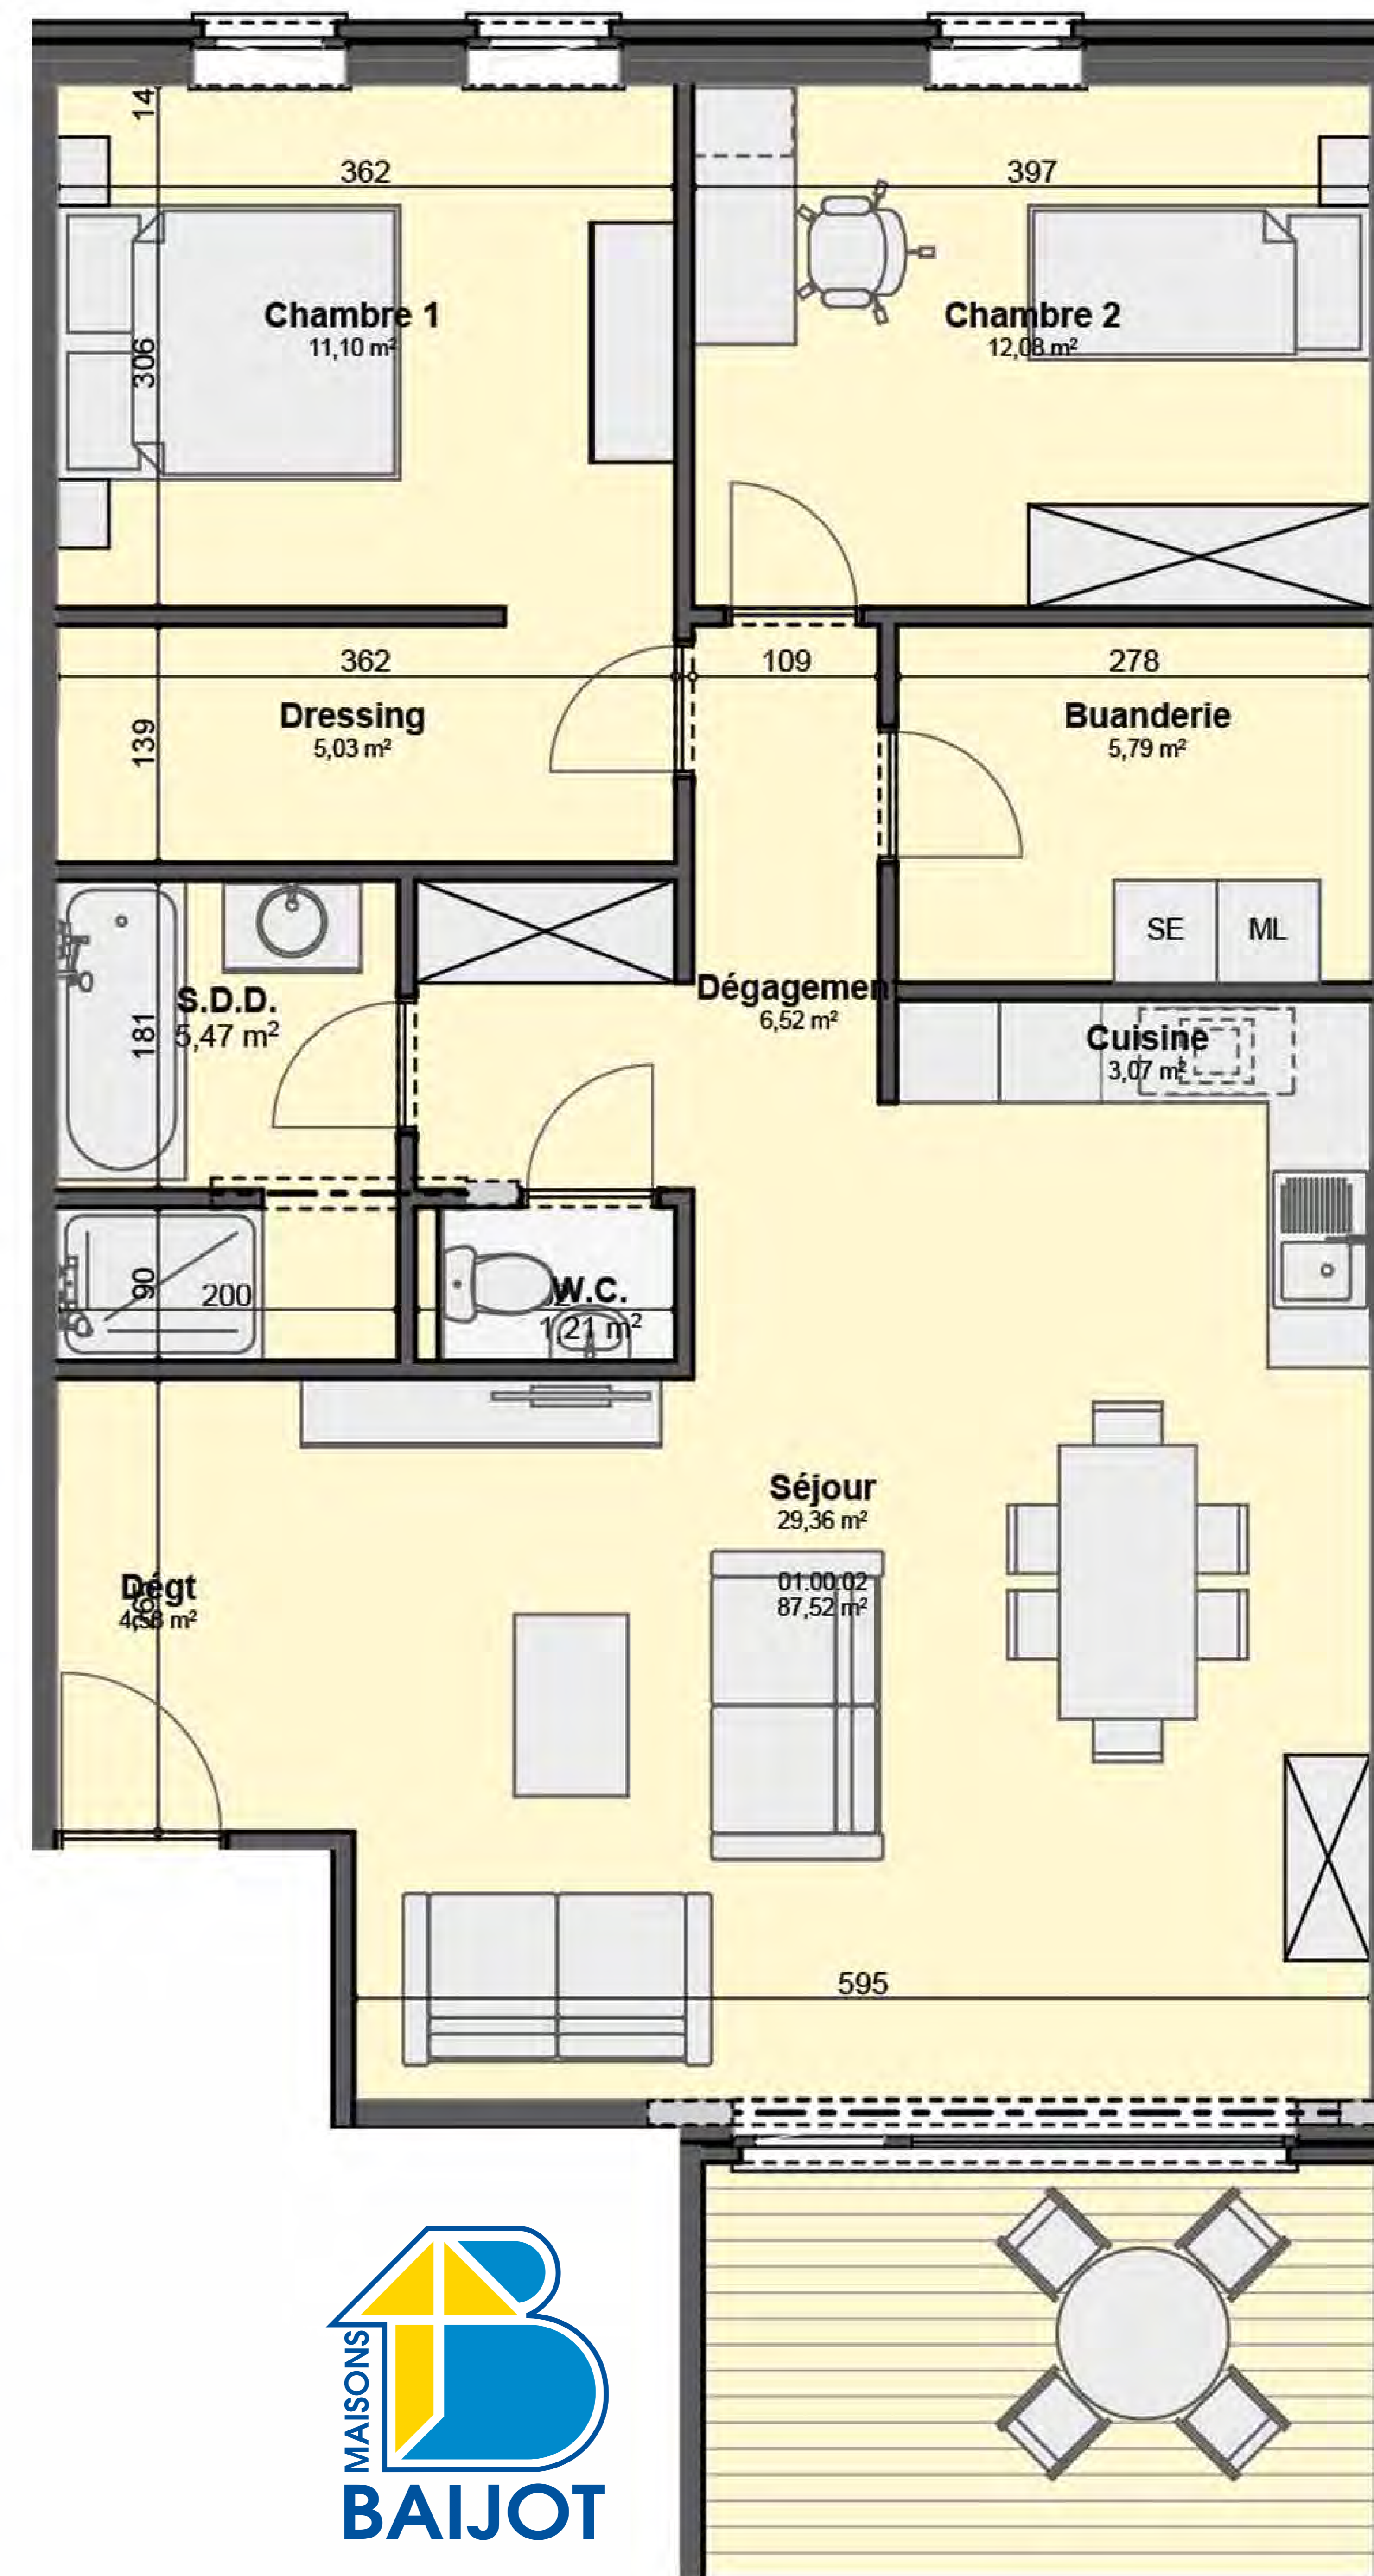 14
362
397
Chambre 1
11,10 m²
Chambre 2
12,08 m²
306
362
109
278
Dressing
5,03 m²
Buanderie
5,79 m²
139
SE
ML
S.D.D.
5,47 m²
181
Dégagemen
6,52 m²
Cuisine
3,07 m²
90
200
W.C.
1,21 m²
Séjour
29,36 m²
01.00.02
87,52 m²
Dégt
4,58 m²
595
MAISONS
BAIJOT